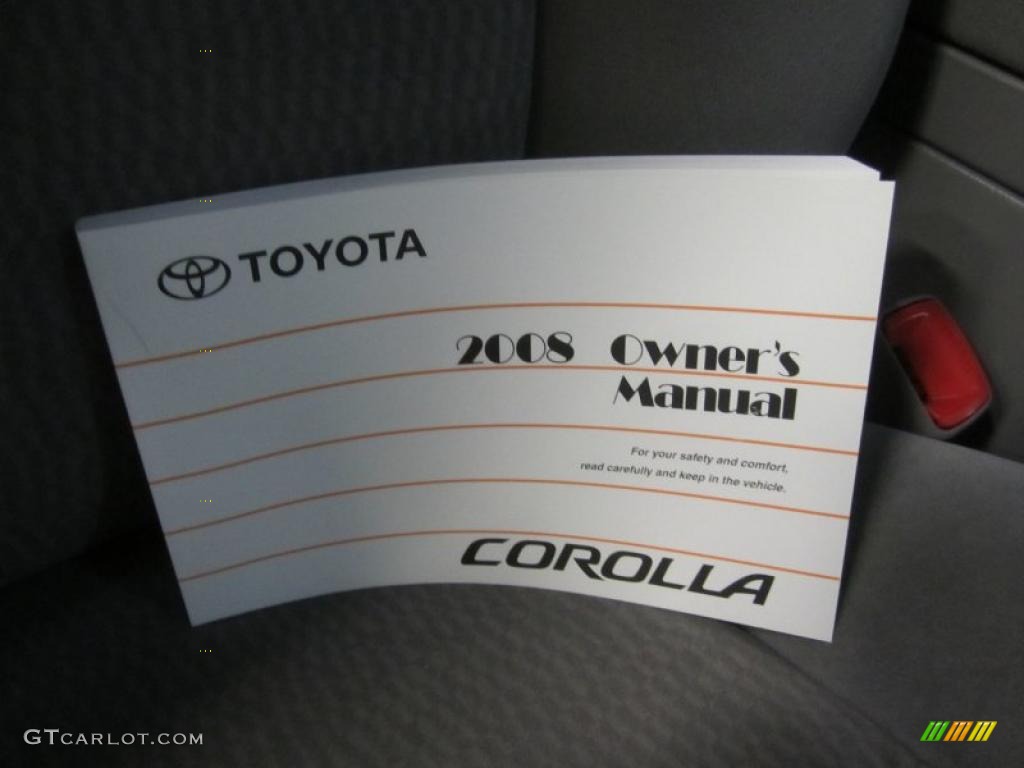 TOYOTA
2008 Owner's
Manual
For your safety and comfort,
read carefully and keep in the vehicle.
COROLLA
GTCARLOT.COM